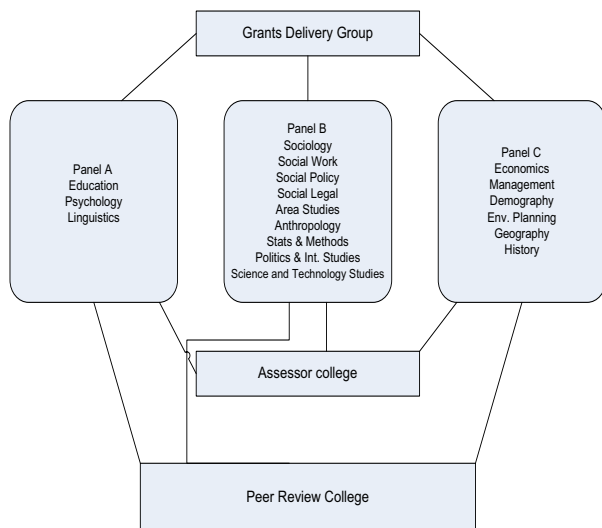 Grants Delivery Group
Panel A
Education
Psychology
Linguistics
Panel B
Sociology
Social Work
Social Policy
Social Legal
Area Studies
Anthropology
Stats & Methods
Politics & Int. Studies
Science and Technology Studies
Panel C
Economics
Management
Demography
Env. Planning
Geography
History
Assessor college
Peer Review College